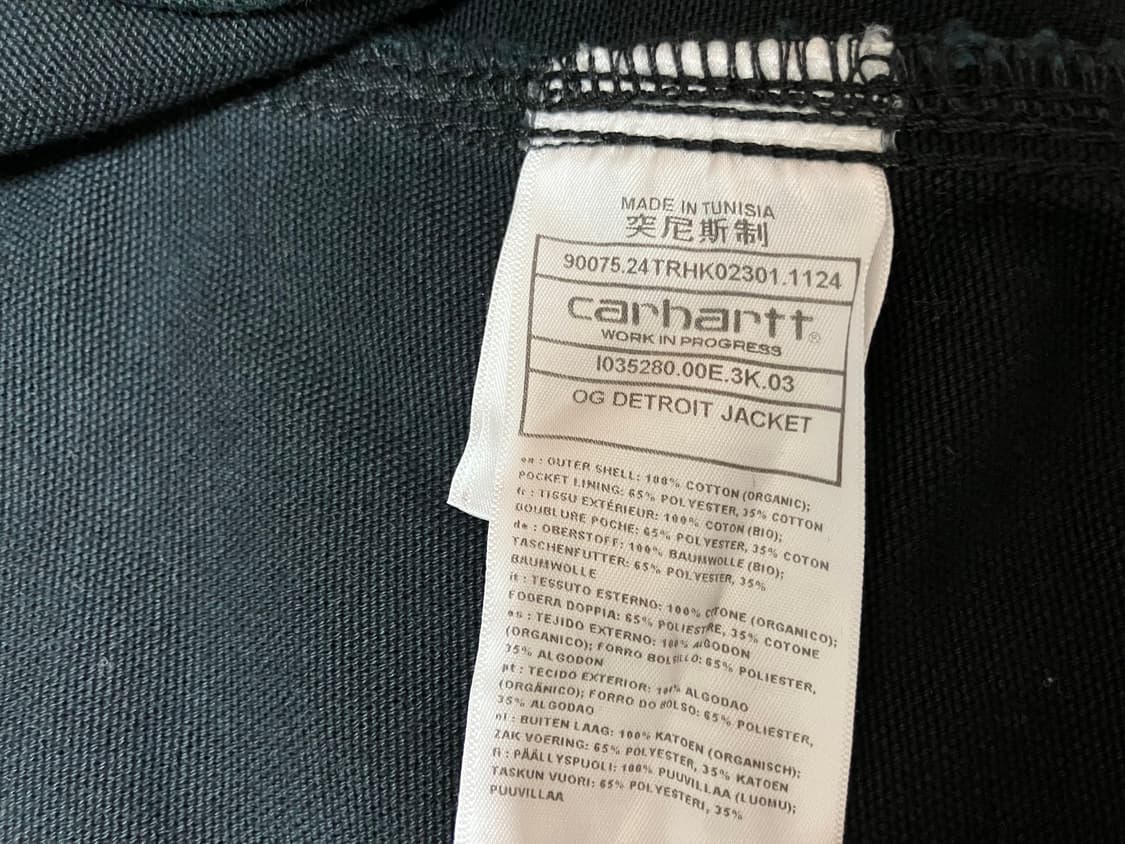 MADE IN TUNISIA
突尼斯制
90075.24TRHK02301.1124
carhartt®
WORK IN PROGRESS
I035280.00E.3K.03
OG DETROIT JACKET
en : OUTER SHELL: 100% COTTON (ORGANIC);
POCKET LINING: 65% POLYESTER, 35% COTTON
fr : TISSU EXTÉRIEUR: 100% COTON (BIO);
DOUBLURE POCHE: 65% POLYESTER, 35% COTON
de : OBERSTOFF: 100% BAUMWOLLE (BIO);
TASCHENFUTTER: 65% POLYESTER, 35%
BAUMWOLLE
it : TESSUTO ESTERNO: 100% COTONE (ORGANICO);
FODERA DOPPIA: 65% POLIESTRE, 35% COTONE
es : TEJIDO EXTERNO: 100% ALGODON
(ORGANICO); FORRO BOLSILLO: 65% POLIESTER,
35% ALGODON
pt : TECIDO EXTERIOR: 100% ALGODAO
(ORGÂNICO); FORRO DO BOLSO: 65% POLIESTER,
35% ALGODAO
nl : BUITEN LAAG: 100% KATOEN (ORGANISCH);
ZAK VOERING: 65% POLYESTER, 35% KATOEN
fi : PÄÄLLYSPUOLI: 100% PUUVILLAA (LUOMU);
TASKUN VUORI: 65% POLYESTERI, 35%
PUUVILLAA